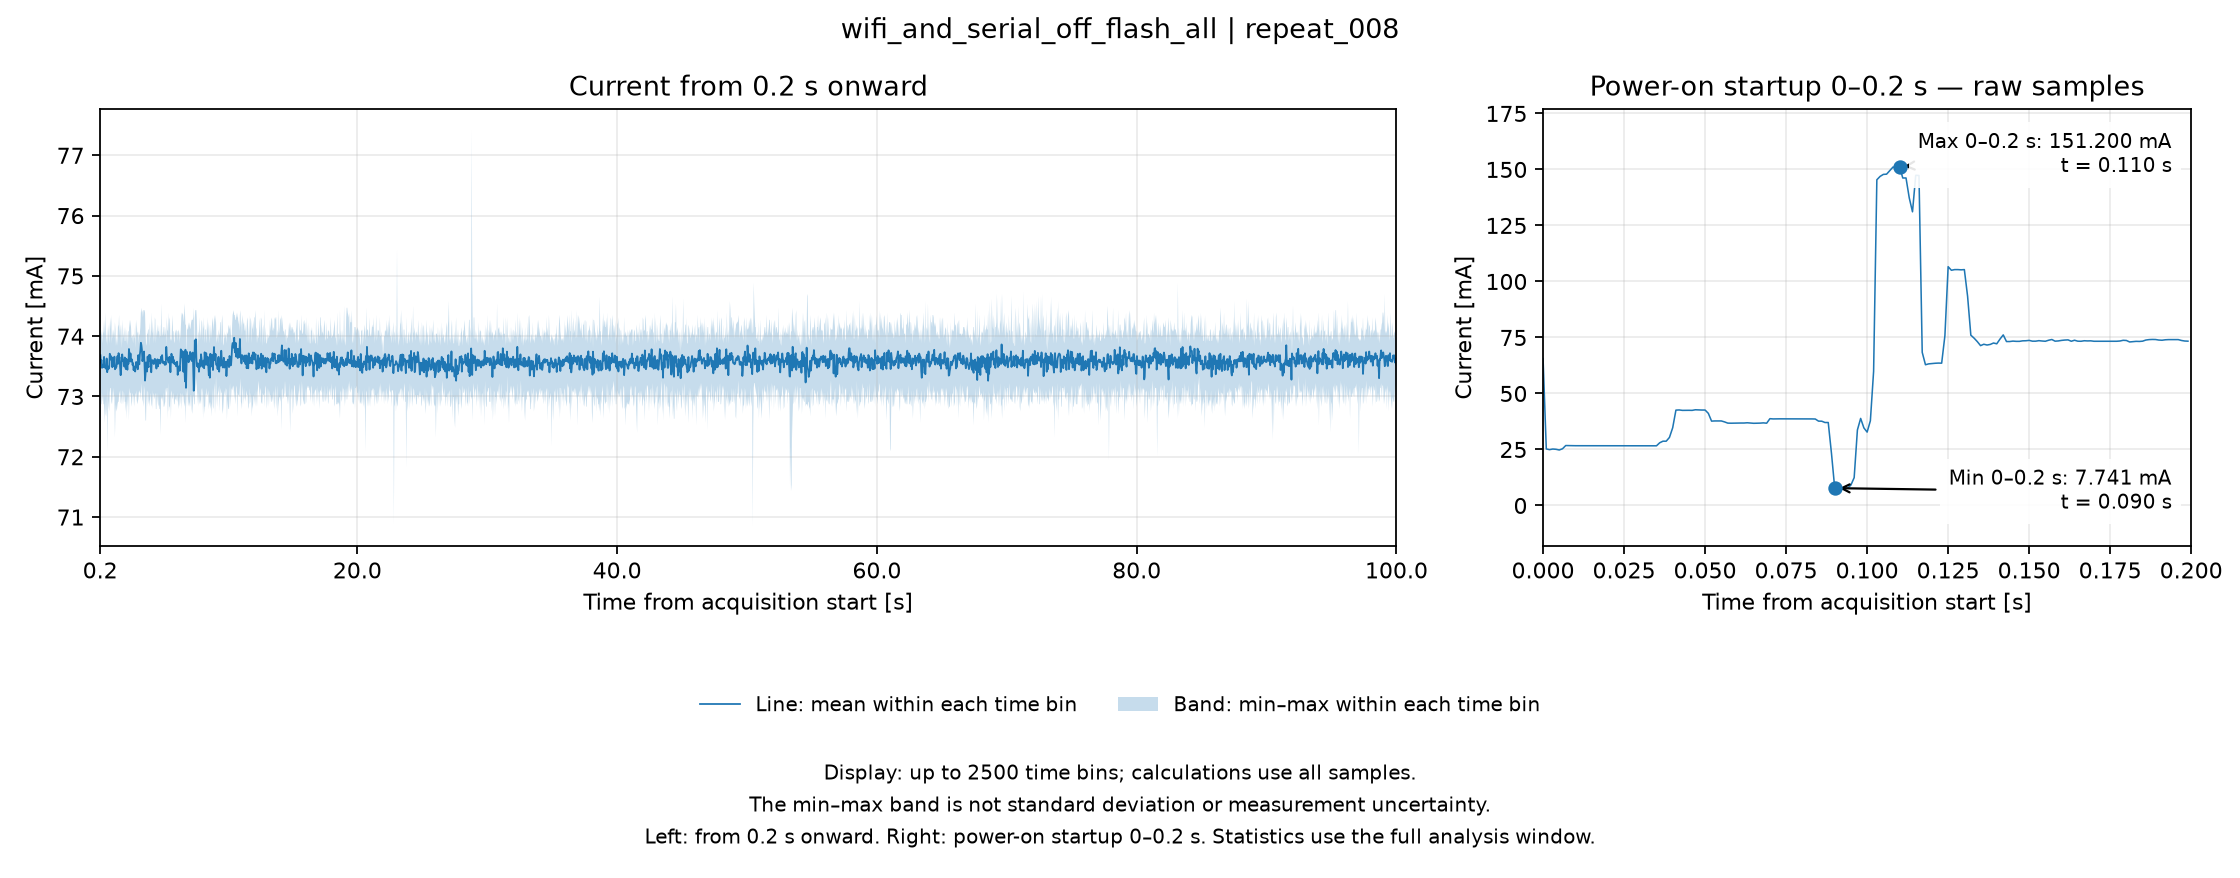 wifi_and_serial_off_flash_all | repeat_008
Current from 0.2 s onward
Current [mA]
77
76
75
74
73
72
71
0.2
20.0
40.0
60.0
80.0
100.0
Time from acquisition start [s]
Power-on startup 0–0.2 s — raw samples
Current [mA]
175
150
125
100
75
50
25
0
Max 0–0.2 s: 151.200 mA
t = 0.110 s
Min 0–0.2 s: 7.741 mA
t = 0.090 s
0.000
0.025
0.050
0.075
0.100
0.125
0.150
0.175
0.200
Time from acquisition start [s]
Line: mean within each time bin
Band: min–max within each time bin
Display: up to 2500 time bins; calculations use all samples.
The min–max band is not standard deviation or measurement uncertainty.
Left: from 0.2 s onward. Right: power-on startup 0–0.2 s. Statistics use the full analysis window.